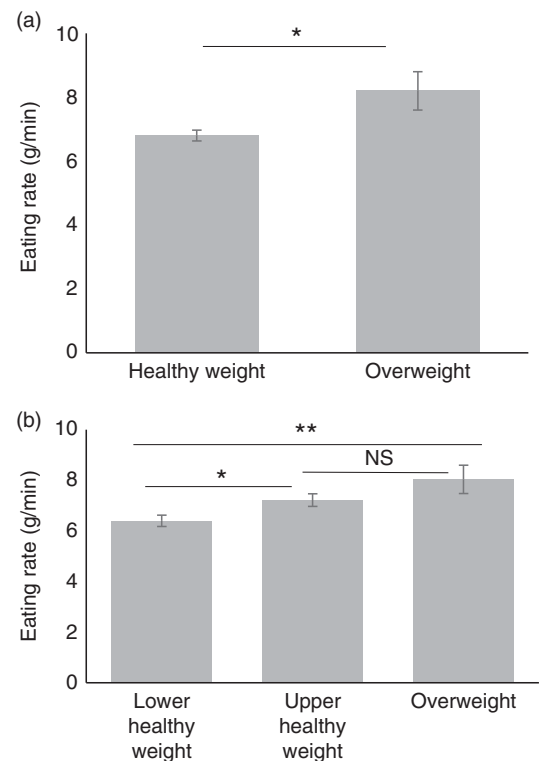 (a)
10
*
8
6
4
2
0
Eating rate (g/min)
Healthy weight
Overweight
(b)
10
**
NS
*
8
6
4
2
0
Eating rate (g/min)
Lower
healthy
weight
Upper
healthy
weight
Overweight